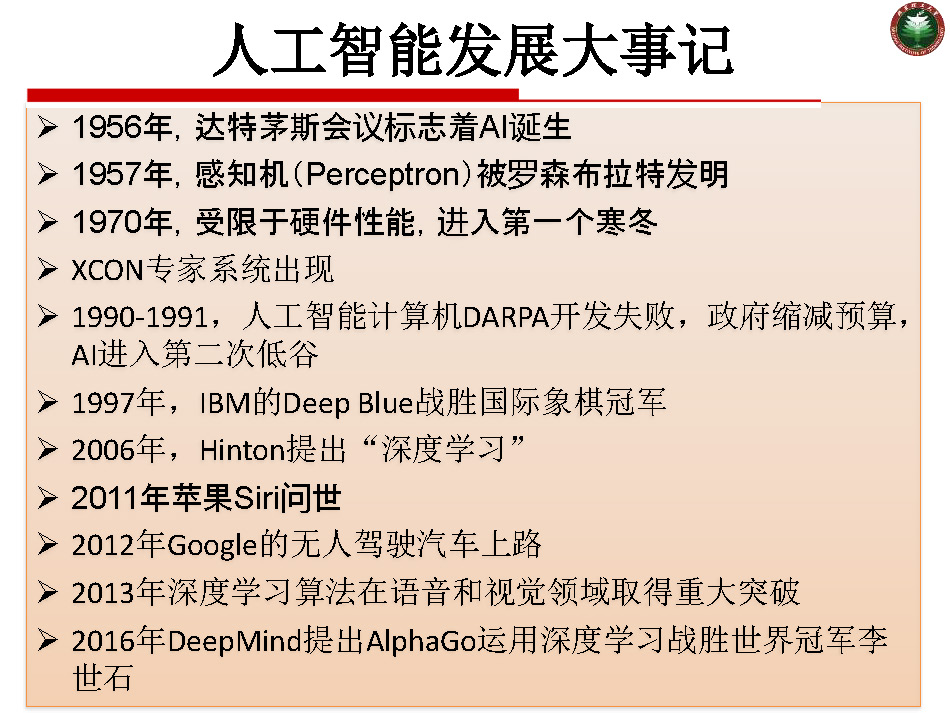 人工智能发展大事记
➢ 1956年，达特茅斯会议标志着AI诞生
➢ 1957年，感知机（Perceptron）被罗森布拉特发明
➢ 1970年，受限于硬件性能，进入第一个寒冬
➢ XCON专家系统出现
➢ 1990-1991，人工智能计算机DARPA开发失败，政府缩减预算，
AI进入第二次低谷
➢ 1997年，IBM的Deep Blue战胜国际象棋冠军
➢ 2006年，Hinton提出“深度学习”
➢ 2011年苹果Siri问世
➢ 2012年Google的无人驾驶汽车上路
➢ 2013年深度学习算法在语音和视觉领域取得重大突破
➢ 2016年DeepMind提出AlphaGo运用深度学习战胜世界冠军李
世石